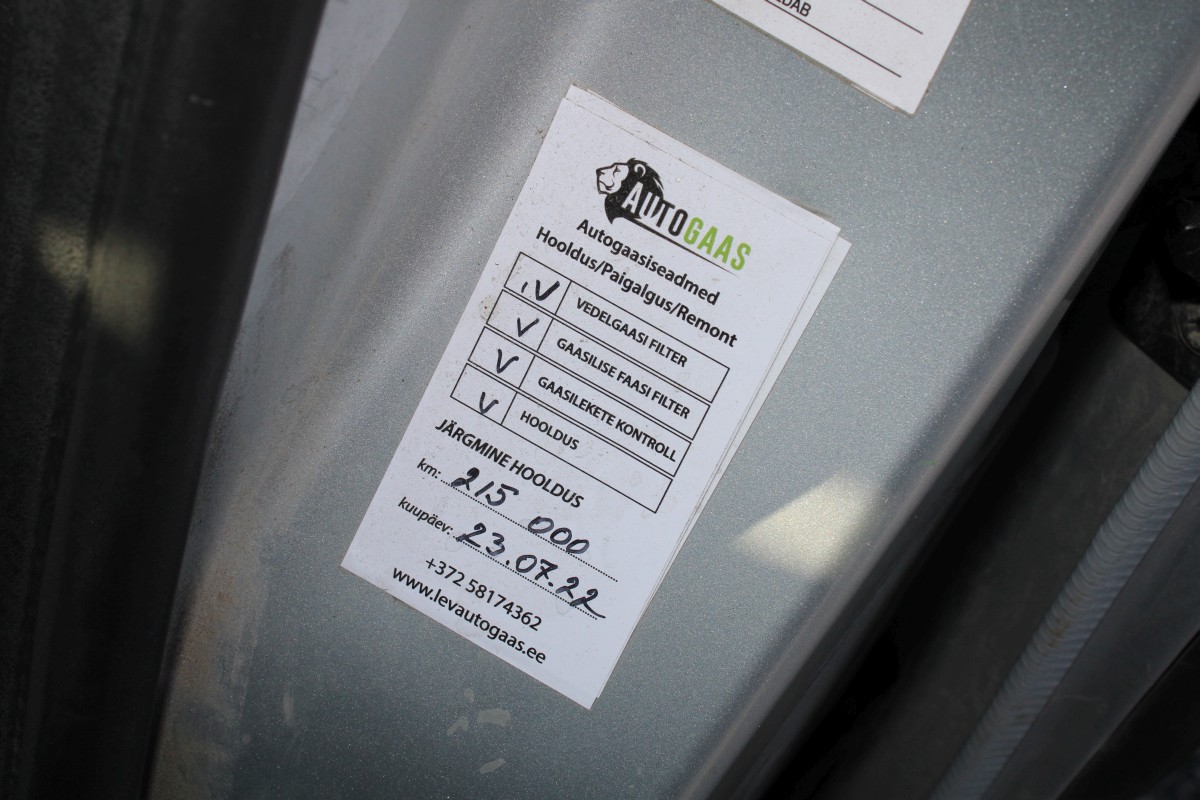 AUTOGAAS
Autogaasiseadmed
Hooldus/Paigalgus/Remont
V VEDELGAASI FILTER
V GAASILISE FAASI FILTER
V GAASILEKETE KONTROLL
V HOOLDUS
JÄRGMINE HOOLDUS
km: 215 000
kuupäev: 23.07.22
+372 58174362
www.levautogaas.ee